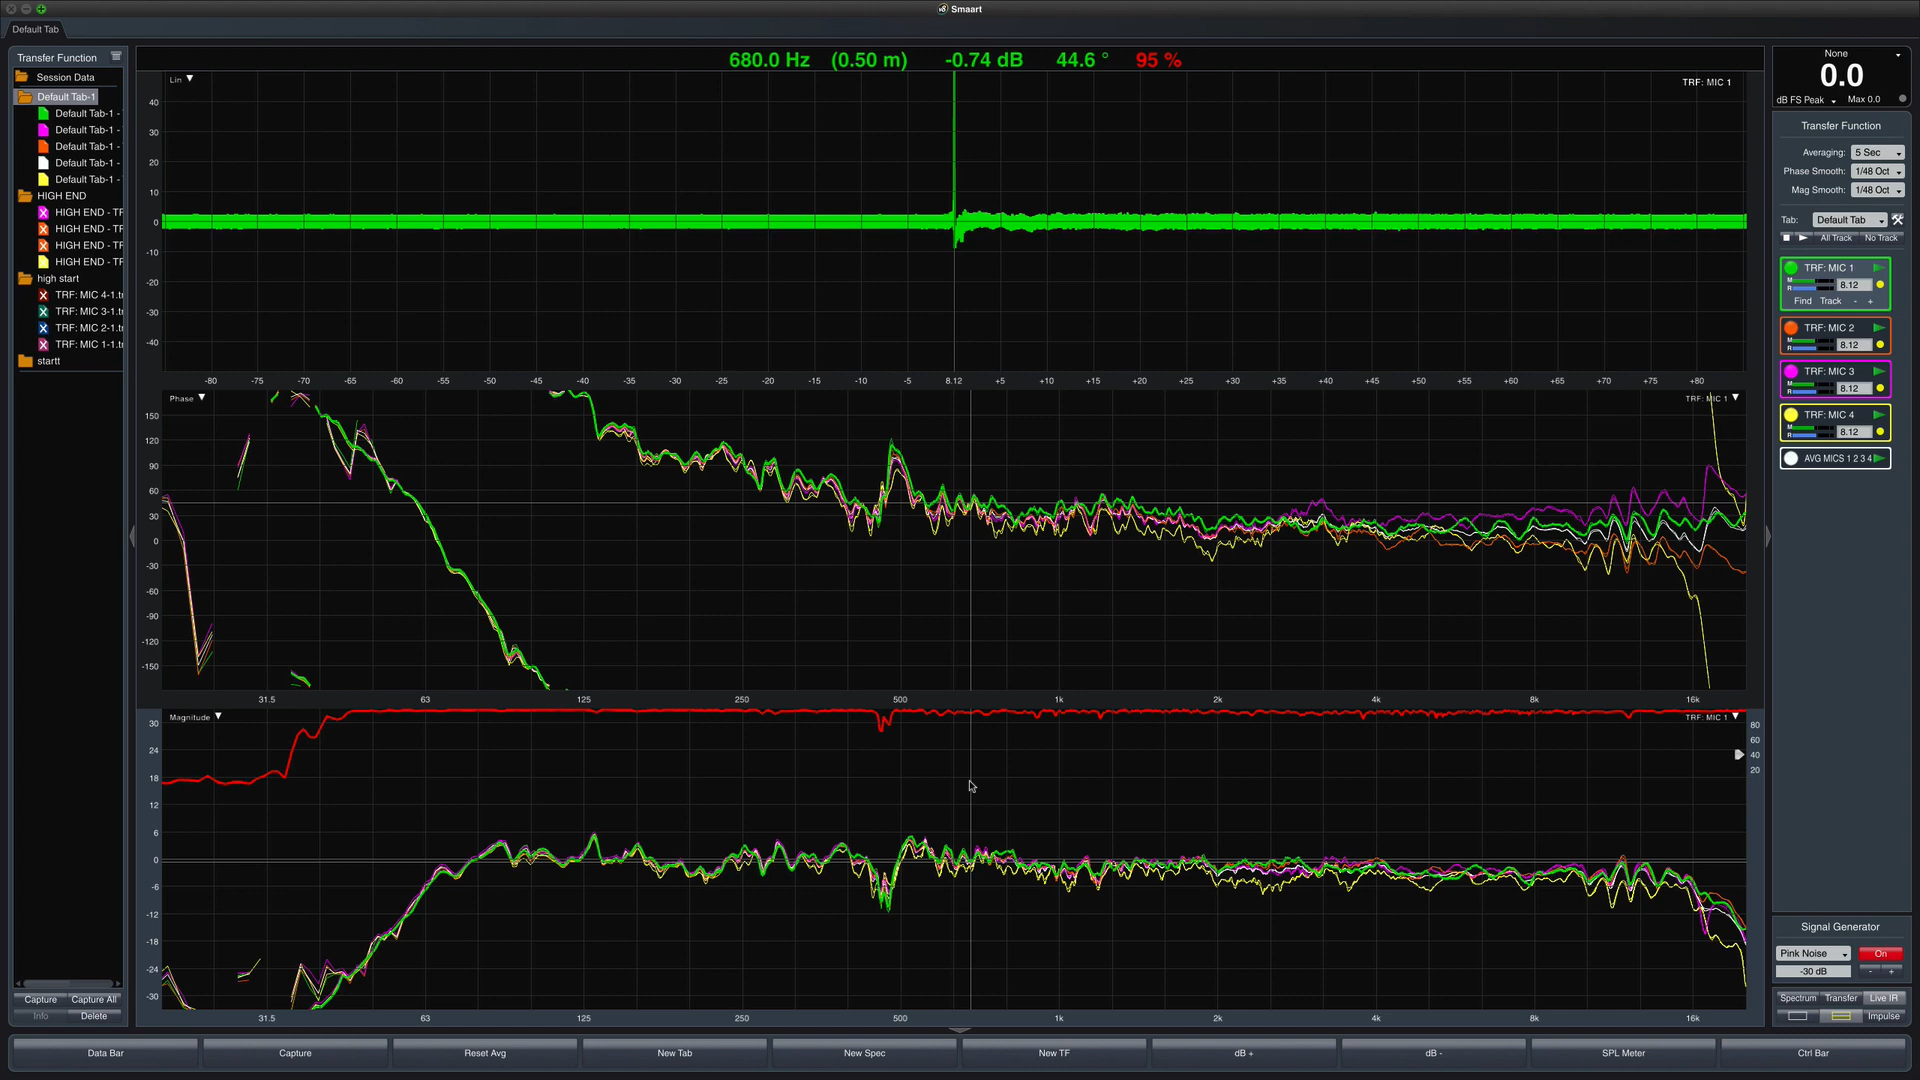 Smaart
Default Tab
Transfer Function
Session Data
Default Tab-1
Default Tab-1 -
Default Tab-1 -
Default Tab-1 -
Default Tab-1 -
Default Tab-1 -
HIGH END
HIGH END - TF
HIGH END - TF
HIGH END - TF
HIGH END - TF
high start
TRF: MIC 4-1.tr
TRF: MIC 3-1.tr
TRF: MIC 2-1.tr
TRF: MIC 1-1.tr
startt
Capture Capture All
Info Delete
680.0 Hz (0.50 m) -0.74 dB 44.6 ° 95 %
Lin TRF: MIC 1
40
30
20
10
0
-10
-20
-30
-40
-80 -75 -70 -65 -60 -55 -50 -45 -40 -35 -30 -25 -20 -15 -10 -5 8.12 +5 +10 +15 +20 +25 +30 +35 +40 +45 +50 +55 +60 +65 +70 +75 +80
Phase TRF: MIC 1
150
120
90
60
30
0
-30
-60
-90
-120
-150
31.5 63 125 250 500 1k 2k 4k 8k 16k
Magnitude TRF: MIC 1
30
24
18
12
6
0
-6
-12
-18
-24
-30
80
60
40
20
31.5 63 125 250 500 1k 2k 4k 8k 16k
None
0.0
dB FS Peak Max 0.0
Transfer Function
Averaging: 5 Sec
Phase Smooth: 1/48 Oct
Mag Smooth: 1/48 Oct
Tab: Default Tab
All Track No Track
TRF: MIC 1
M
R 8.12
Find Track - +
TRF: MIC 2
M
R 8.12
TRF: MIC 3
M
R 8.12
TRF: MIC 4
M
R 8.12
AVG MICS 1 2 3 4
Signal Generator
Pink Noise On
-30 dB - +
Spectrum Transfer Live IR
Impulse
Data Bar Capture Reset Avg New Tab New Spec New TF dB + dB - SPL Meter Ctrl Bar